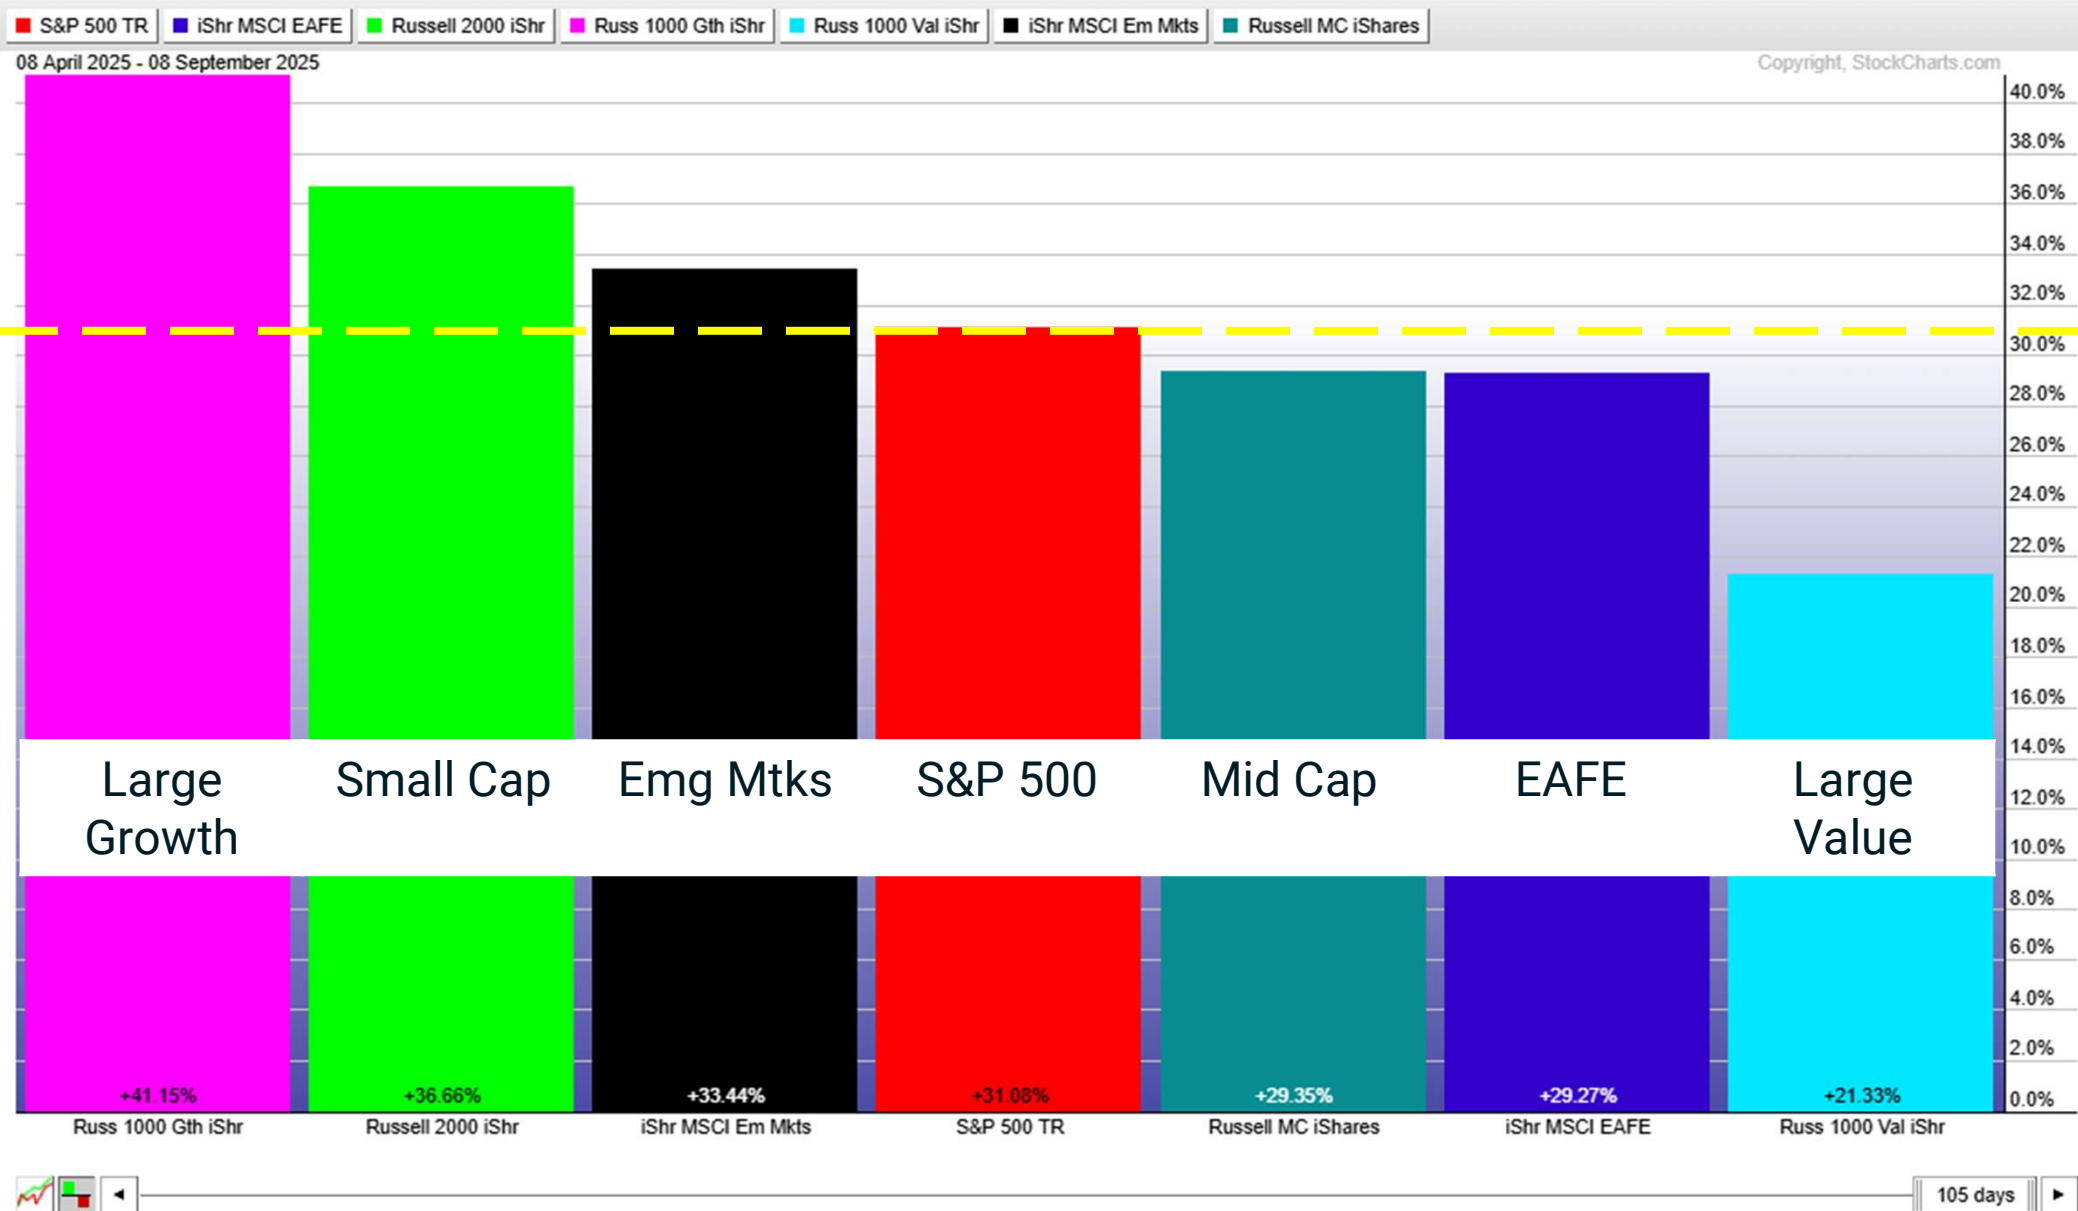 S&P 500 TR iShr MSCI EAFE Russell 2000 iShr Russ 1000 Gth iShr Russ 1000 Val iShr iShr MSCI Em Mkts Russell MC iShares
08 April 2025 - 08 September 2025
Copyright, StockCharts.com
40.0%
38.0%
36.0%
34.0%
32.0%
30.0%
28.0%
26.0%
24.0%
22.0%
20.0%
18.0%
16.0%
14.0%
12.0%
10.0%
8.0%
6.0%
4.0%
2.0%
0.0%
Large
Growth
Small Cap
Emg Mtks
S&P 500
Mid Cap
EAFE
Large
Value
+41.15% +36.66% +33.44% +31.08% +29.35% +29.27% +21.33%
Russ 1000 Gth iShr Russell 2000 iShr iShr MSCI Em Mkts S&P 500 TR Russell MC iShares iShr MSCI EAFE Russ 1000 Val iShr
105 days